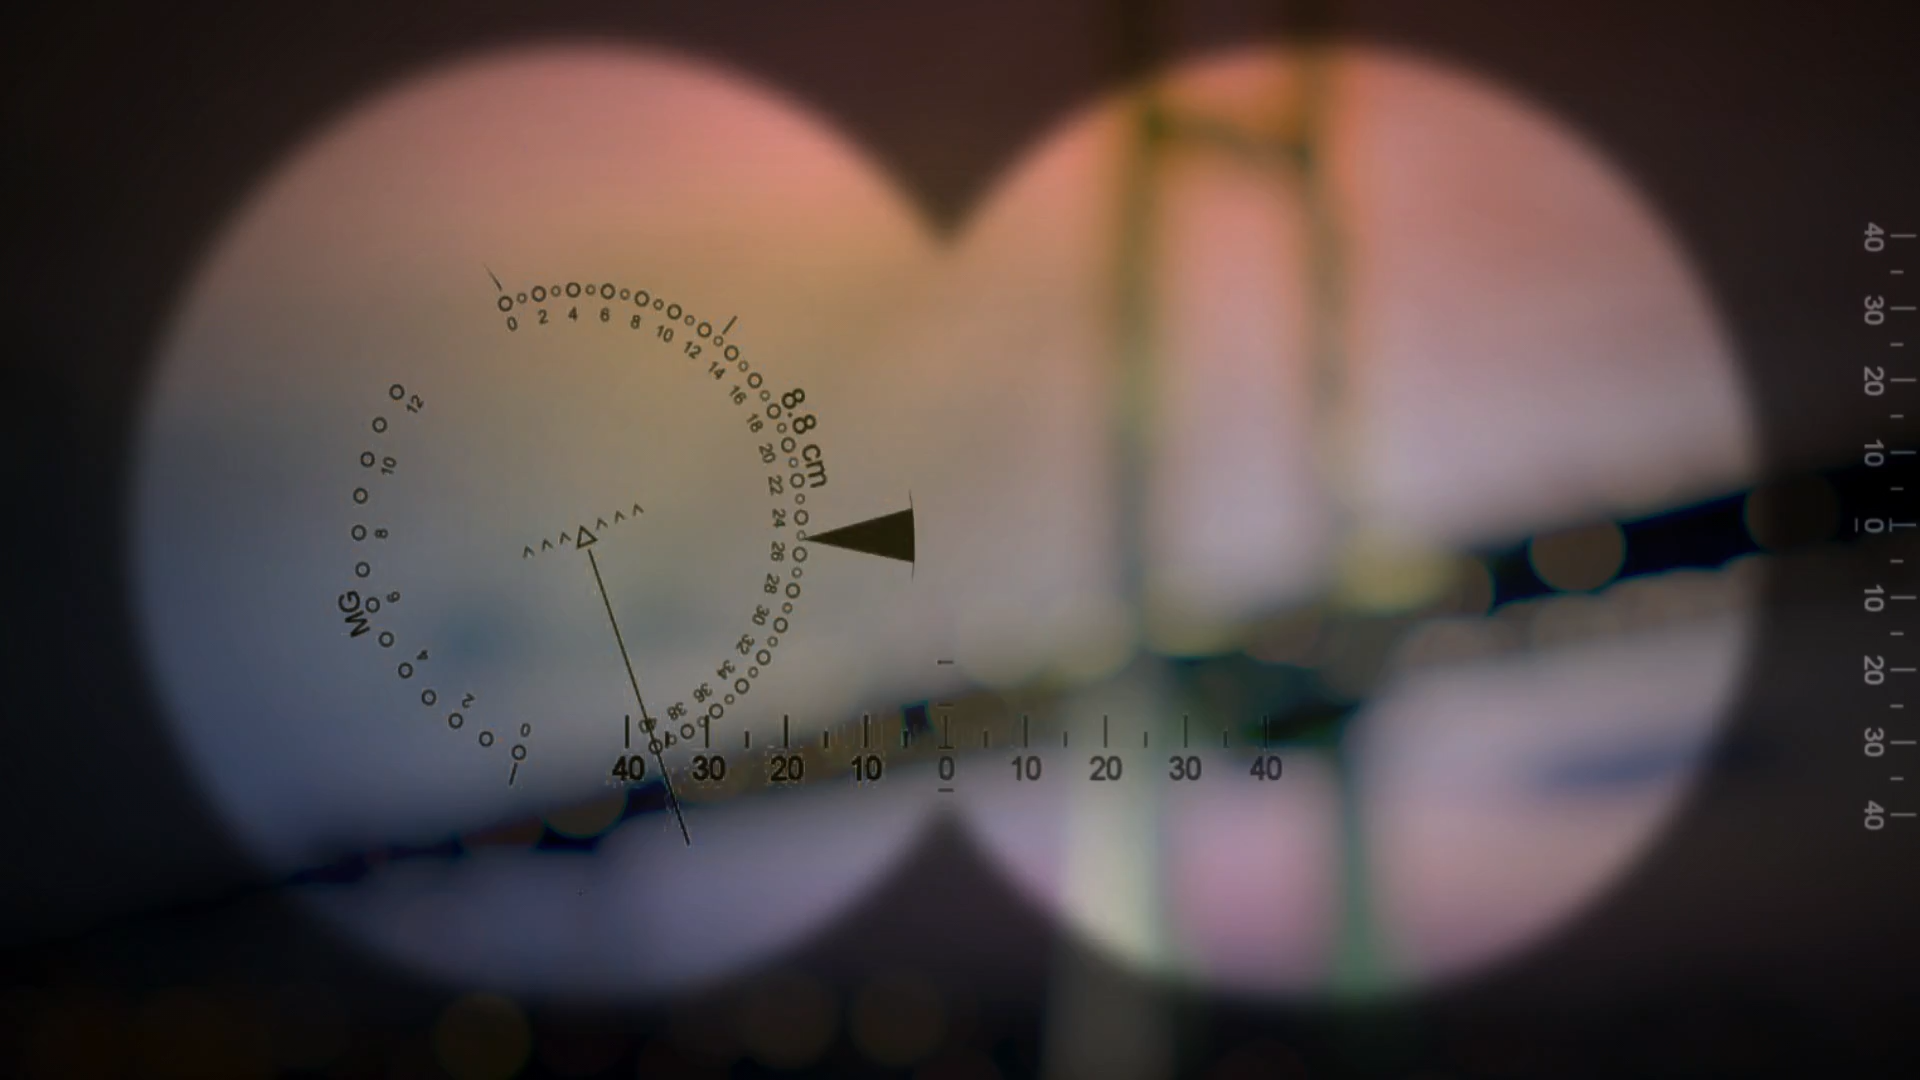 0 2 4 6 8 10 12 14 16 18 20 22 24 26 28 30 32 34 36 38
8.8 cm
12 10 8 6 4 2 0
MG
40 30 20 10 0 10 20 30 40
40 30 20 10 0 10 20 30 40